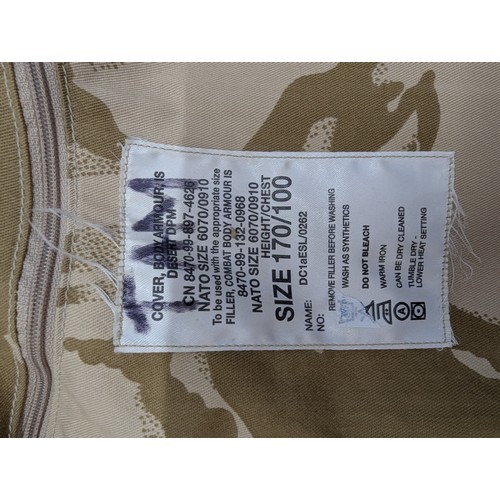 COVER, BODY ARMOUR, IS
DESERT DPM
CN 8470-99-897-4628
NATO SIZE 6070/0910
To be used with the appropriate size
FILLER, COMBAT BODY ARMOUR IS
8470-99-132-0968
NATO SIZE 6070/0910
HEIGHT/CHEST
SIZE 170/100
DC1aESL/0262
NAME:
NO:
REMOVE FILLER BEFORE WASHING
WASH AS SYNTHETICS
DO NOT BLEACH
WARM IRON
CAN BE DRY CLEANED
TUMBLE DRY -
LOWER HEAT SETTING